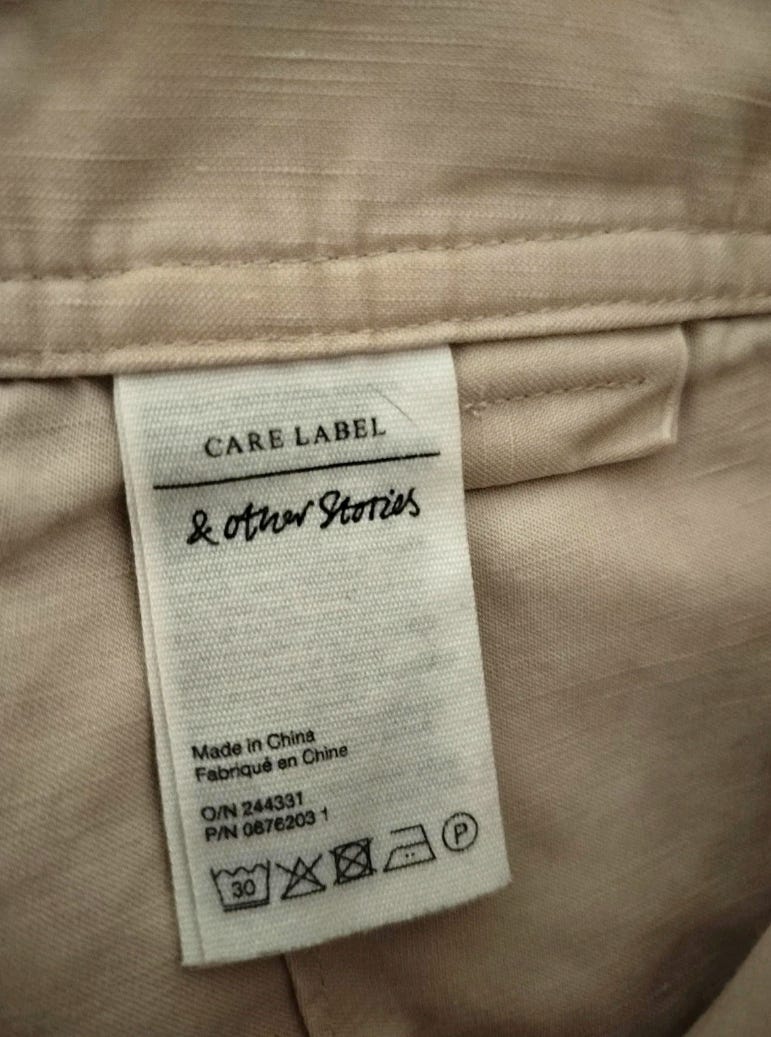 CARE LABEL
& other Stories
Made in China
Fabriqué en Chine
O/N 244331
P/N 0876203 1
30
P